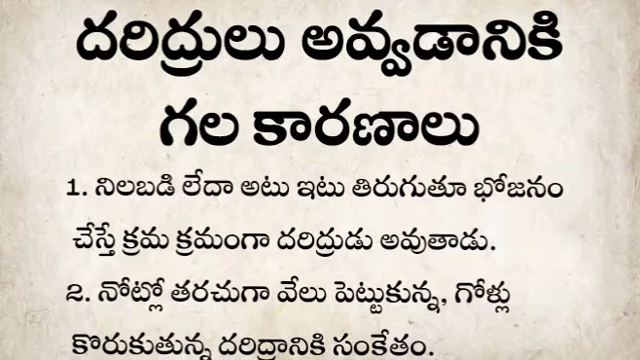 దరిద్రులు అవ్వడానికి
గల కారణాలు
1. నిలబడి లేదా అటు ఇటు తిరుగుతూ భోజనం
చేస్తే క్రమ క్రమంగా దరిద్రుడు అవుతాడు.
2. నోట్లో తరచుగా వేలు పెట్టుకున్న, గోళ్లు
కొరుకుతున్న దరిద్రానికి సంకేతం.